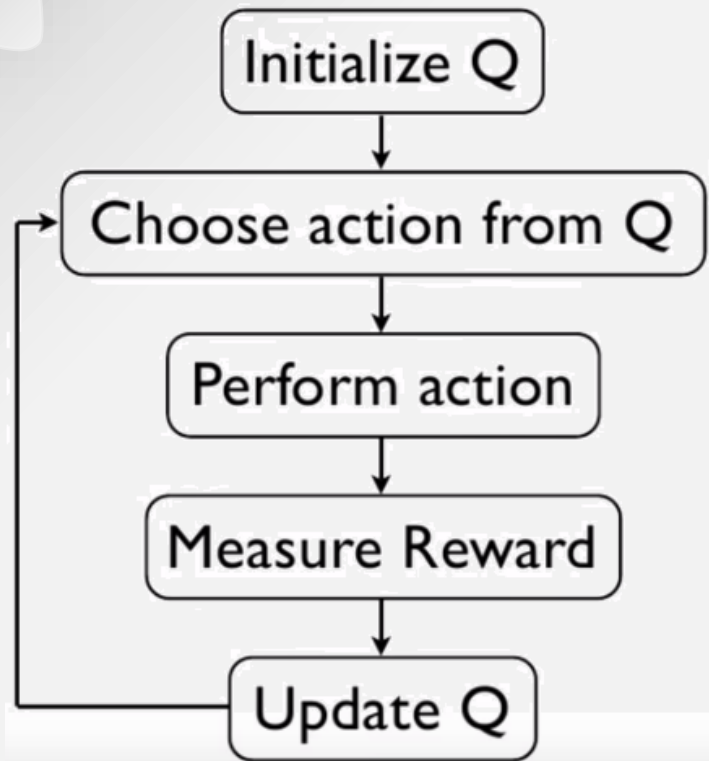 Initialize Q
Choose action from Q
Perform action
Measure Reward
Update Q